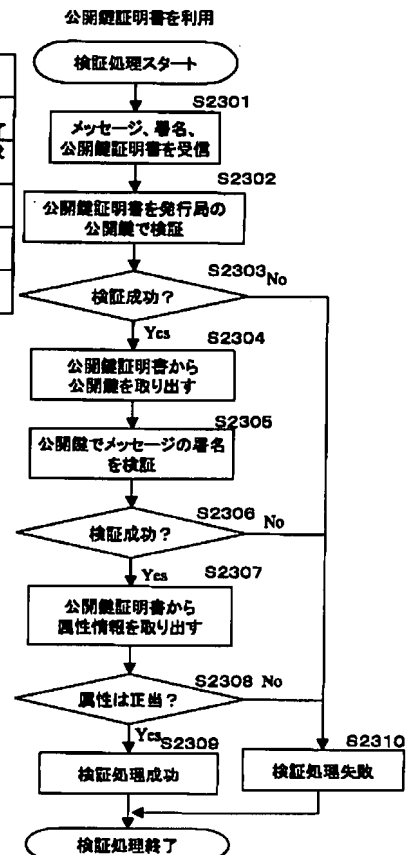 公開鍵証明書を利用
検証処理スタート
S2301
メッセージ、署名、
公開鍵証明書を受信
S2302
公開鍵証明書を発行局の
公開鍵で検証
S2303
No
検証成功?
Yes
S2304
公開鍵証明書から
公開鍵を取り出す
S2305
公開鍵でメッセージの署名
を検証
S2306
No
検証成功?
Yes
S2307
公開鍵証明書から
属性情報を取り出す
S2308
No
属性は正当?
Yes
S2309
検証処理成功
S2310
検証処理失敗
検証処理終了